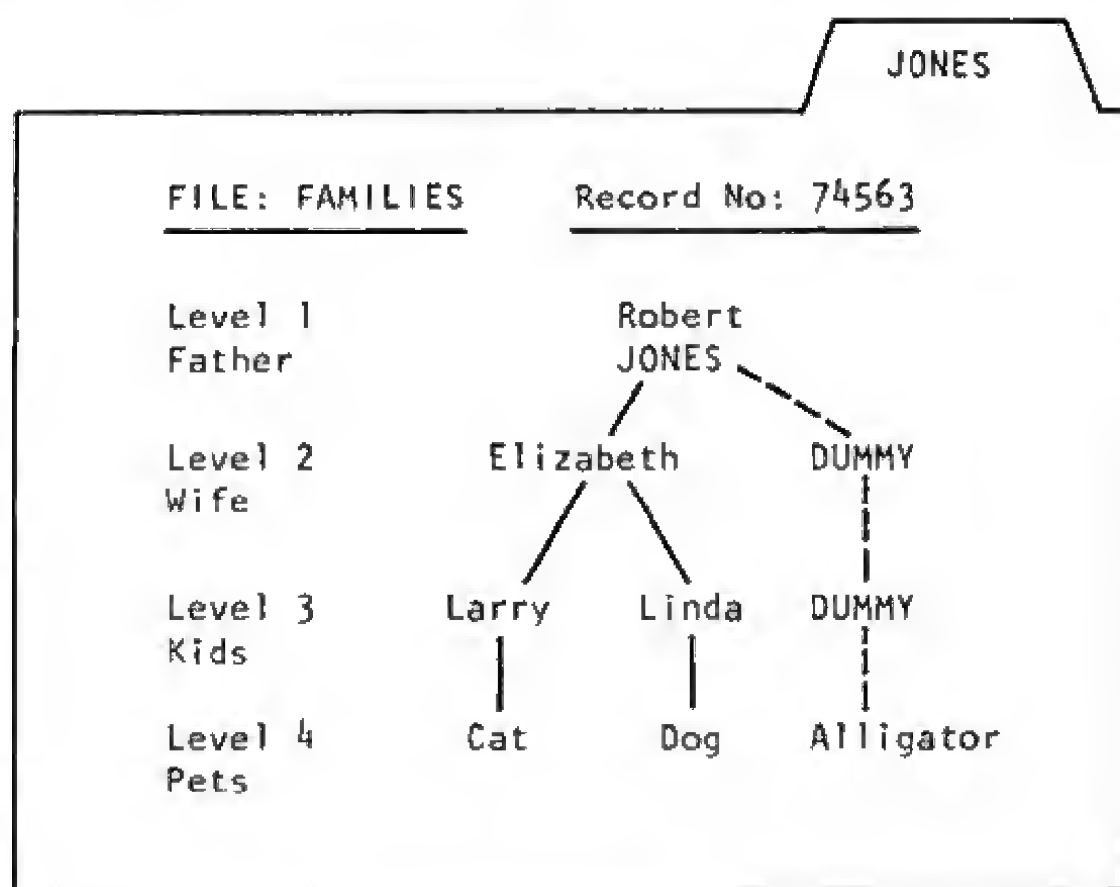 JONES
FILE: FAMILIES Record No: 74563
Level 1 Robert
Father JONES
Level 2 Elizabeth DUMMY
Wife
Level 3 Larry Linda DUMMY
Kids
Level 4 Cat Dog Alligator
Pets